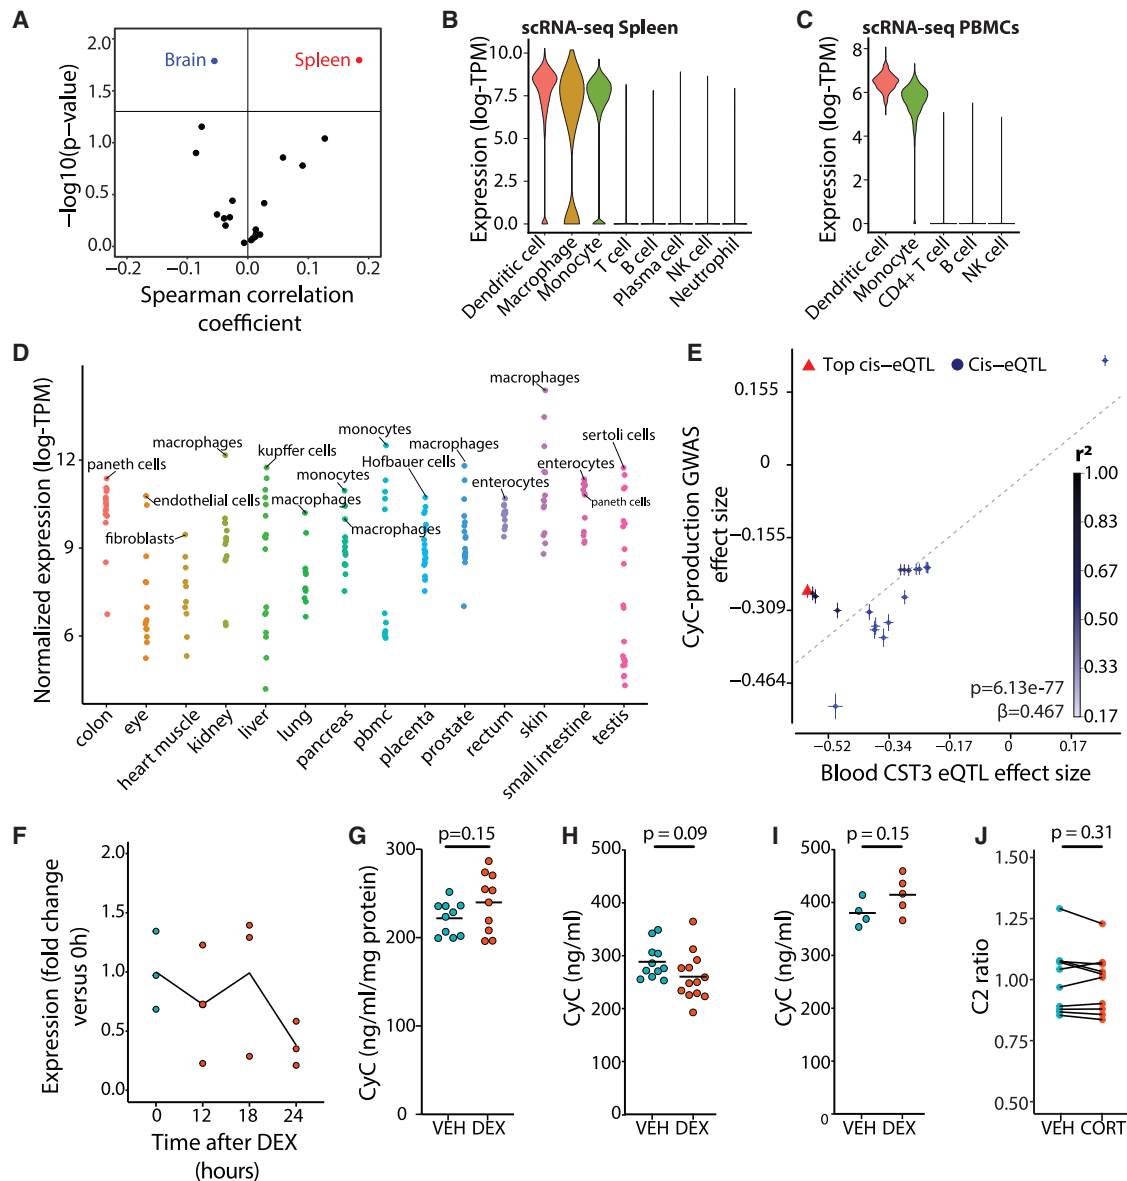 A
2.0
1.5
1.0
0.5
0.0
−log10(p−value)
Brain
Spleen
−0.2
−0.1
0.0
0.1
0.2
Spearman correlation
coefficient
B
scRNA-seq Spleen
10.0
7.5
5.0
2.5
0.0
Expression (log-TPM)
Dendritic cell
Macrophage
Monocyte
T cell
B cell
Plasma cell
NK cell
Neutrophil
C
scRNA-seq PBMCs
8
6
4
2
0
Expression (log-TPM)
Dendritic cell
Monocyte
CD4+ T cell
B cell
NK cell
D
Normalized expression (log-TPM)
12
9
6
paneth cells
endothelial cells
fibroblasts
macrophages
kupffer cells
macrophages
monocytes
macrophages
monocytes
Hofbauer cells
macrophages
enterocytes
macrophages
enterocytes
paneth cells
sertoli cells
colon
eye
heart muscle
kidney
liver
lung
pancreas
pbmc
placenta
prostate
rectum
skin
small intestine
testis
E
Top cis−eQTL
Cis−eQTL
CyC-production GWAS
effect size
0.155
0
−0.155
−0.309
−0.464
r²
1.00
0.83
0.67
0.50
0.33
0.17
p=6.13e-77
β=0.467
−0.52
−0.34
−0.17
0
0.17
Blood CST3 eQTL effect size
F
Expression (fold change
versus 0h)
2.0
1.5
1.0
0.5
0.0
0
12
18
24
Time after DEX
(hours)
G
p=0.15
CyC (ng/ml/mg protein)
300
200
100
0
VEH DEX
H
p = 0.09
CyC (ng/ml)
500
400
300
200
100
0
VEH DEX
I
p = 0.15
CyC (ng/ml)
500
400
300
200
100
0
VEH DEX
J
p = 0.31
C2 ratio
1.50
1.25
1.00
0.75
0.50
VEH CORT